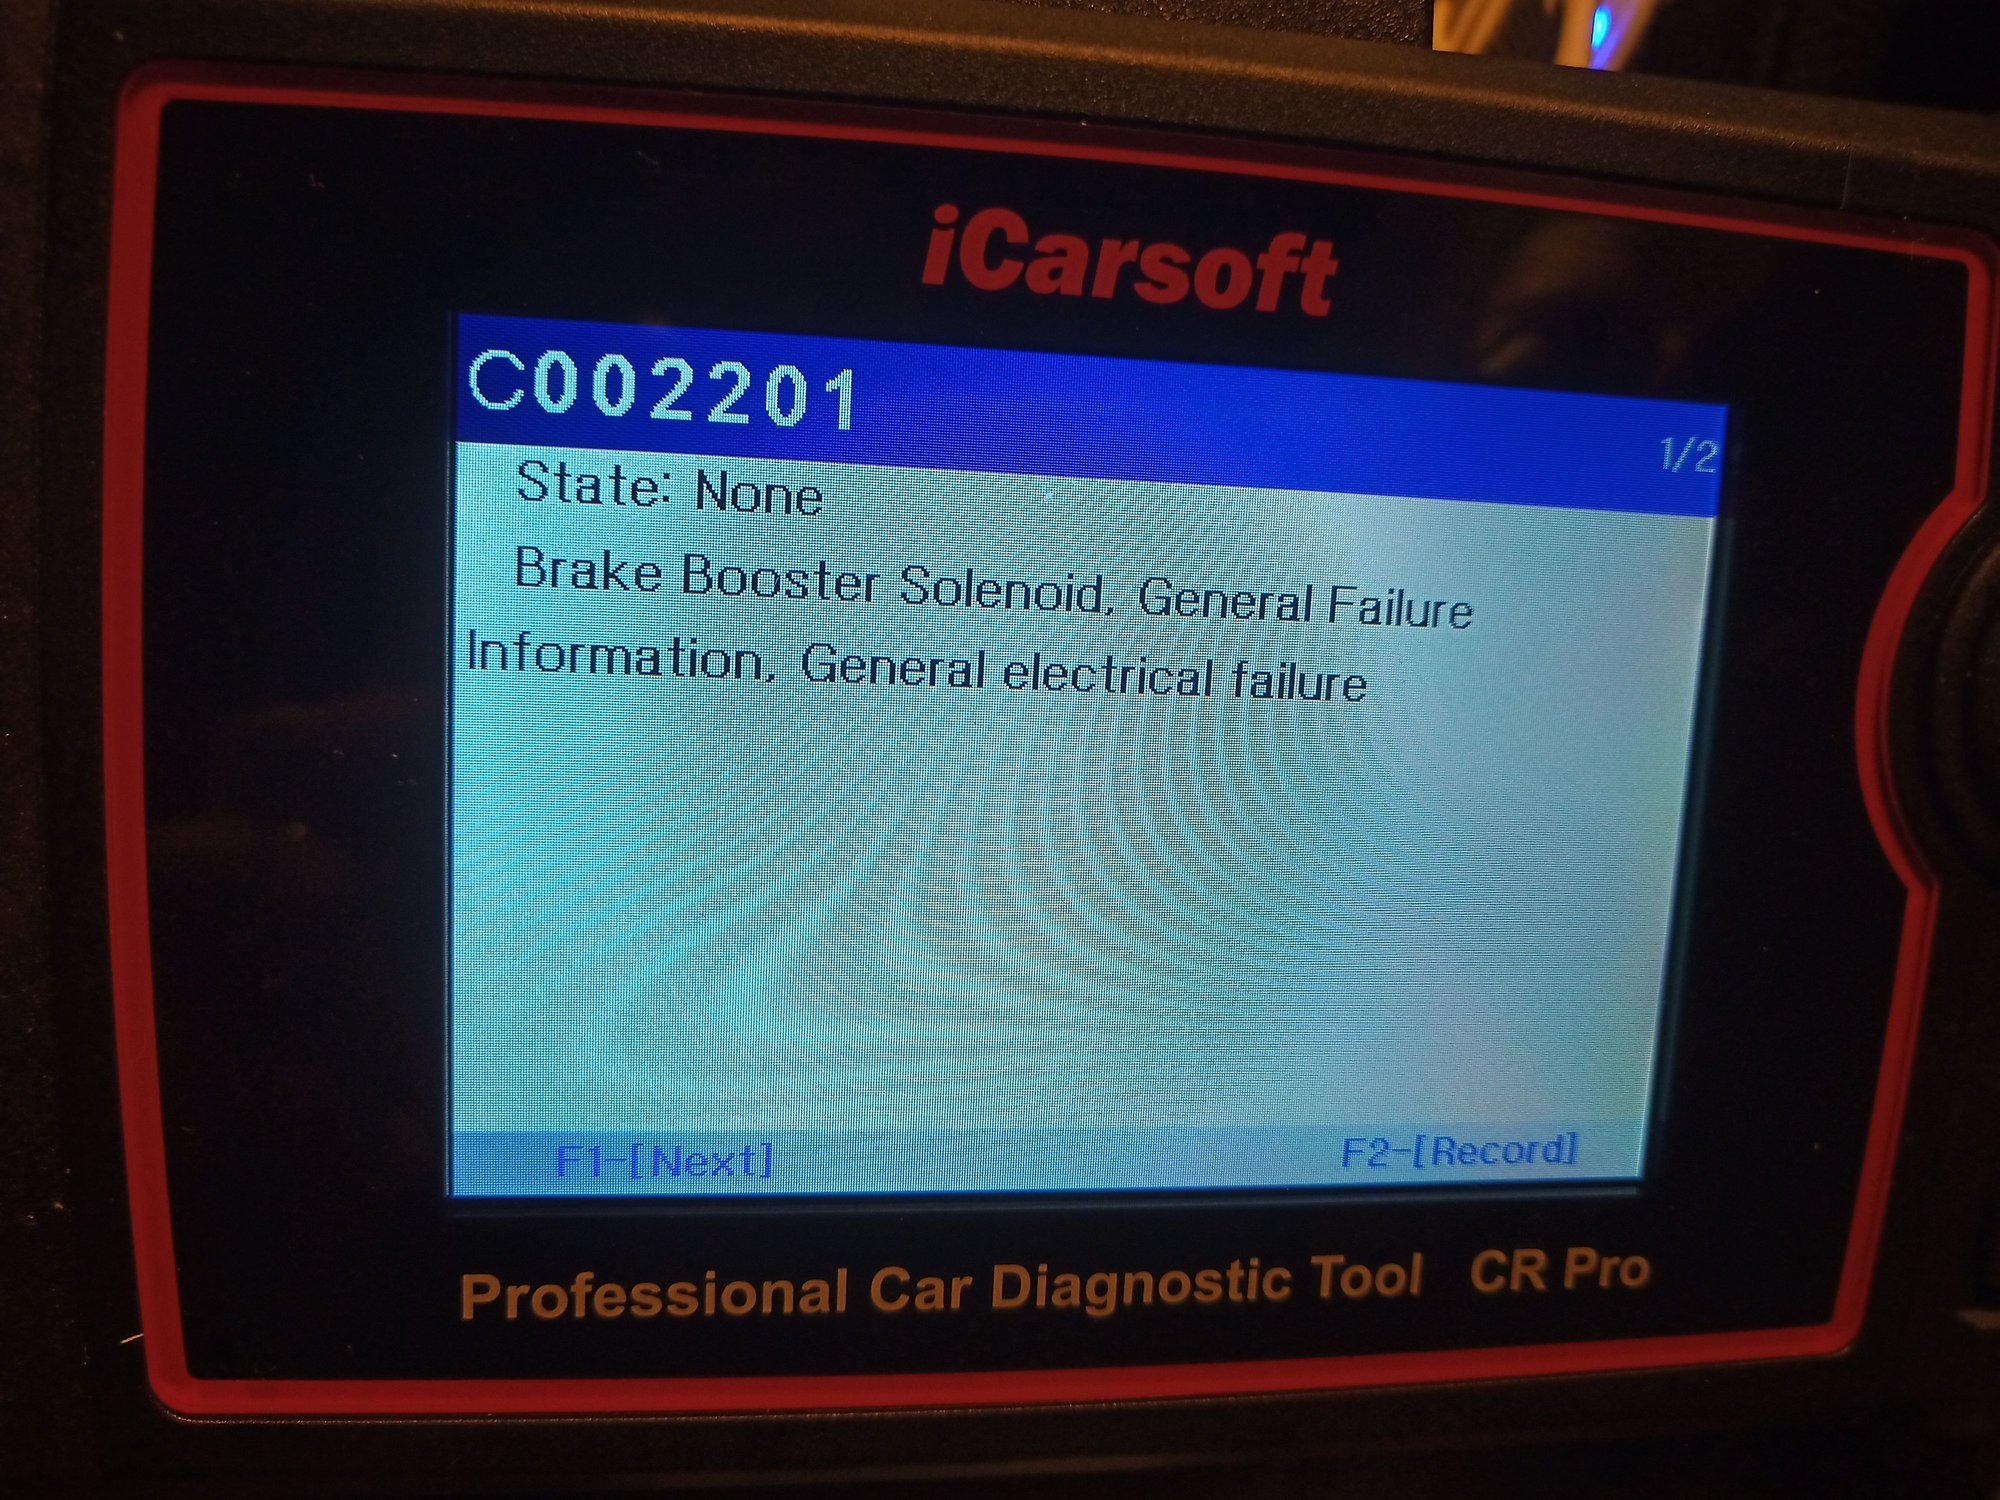 iCarsoft
C002201
1/2
State: None
Brake Booster Solenoid, General Failure
Information, General electrical failure
F1-[Next] F2-[Record]
Professional Car Diagnostic Tool CR Pro